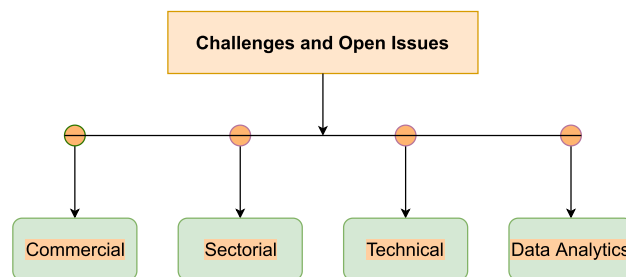 Challenges and Open Issues
Commercial
Sectorial
Technical
Data Analytics